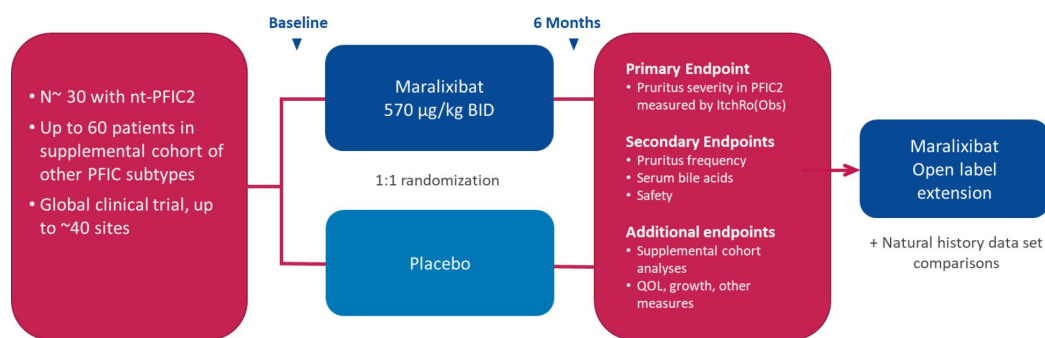 Baseline
6 Months
• N~ 30 with nt-PFIC2
• Up to 60 patients in
supplemental cohort of
other PFIC subtypes
• Global clinical trial, up
to ~40 sites
Maralixibat
570 µg/kg BID
1:1 randomization
Placebo
Primary Endpoint
• Pruritus severity in PFIC2
measured by ItchRo(Obs)
Secondary Endpoints
• Pruritus frequency
• Serum bile acids
• Safety
Additional endpoints
• Supplemental cohort
analyses
• QOL, growth, other
measures
Maralixibat
Open label
extension
+ Natural history data set
comparisons